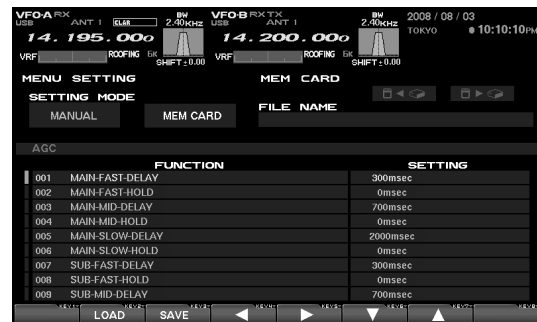 VFO-A RX BW VFO-B RX TX BW 2008 / 08 / 03
USB ANT 1 CLAR 2.40KHZ USB ANT 1 2.40KHZ TOKYO 10:10:10PM
14. 195. 00o 14. 200. 00o
VRF ROOFING 6K SHIFT ± 0.00 VRF ROOFING 6K SHIFT ± 0.00
MENU SETTING MEM CARD
SETTING MODE
MANUAL MEM CARD FILE NAME
AGC
FUNCTION SETTING
001 MAIN-FAST-DELAY 300msec
002 MAIN-FAST-HOLD 0msec
003 MAIN-MID-DELAY 700msec
004 MAIN-MID-HOLD 0msec
005 MAIN-SLOW-DELAY 2000msec
006 MAIN-SLOW-HOLD 0msec
007 SUB-FAST-DELAY 300msec
008 SUB-FAST-HOLD 0msec
009 SUB-MID-DELAY 700msec
LOAD SAVE